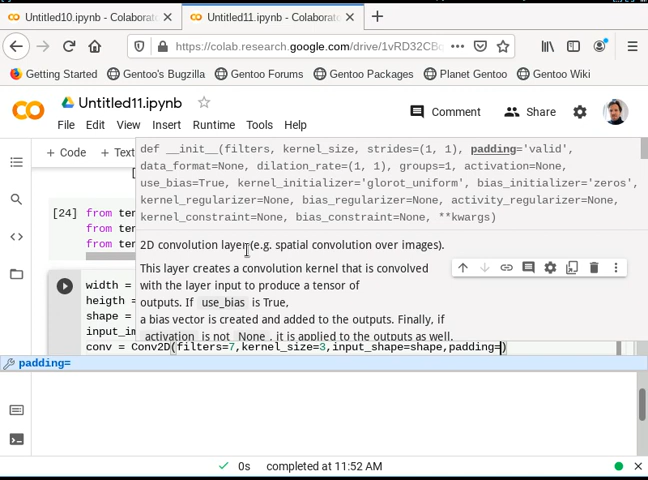 Untitled10.ipynb - Colabora
Untitled11.ipynb - Colabora
https://colab.research.google.com/drive/1vRD32CBc
Getting Started
Gentoo's Bugzilla
Gentoo Forums
Gentoo Packages
Planet Gentoo
Gentoo Wiki
CO
Untitled11.ipynb
Comment
Share
File Edit View Insert Tools Help
+ Code + Text
def __init__(filters, kernel_size, strides=(1, 1), padding='valid',
data_format=None, dilation_rate=(1, 1), groups=1, activation=None,
use_bias=True, kernel_initializer='glorot_uniform', bias_initializer='zeros',
kernel_regularizer=None, bias_regularizer=None, activity_regularizer=None,
kernel_constraint=None, bias_constraint=None, **kwargs)
[24] from ten
from ten
from ten
2D convolution layer (e.g. spatial convolution over images).
This layer creates a convolution kernel that is convolved
with the layer input to produce a tensor of
outputs. If use_bias is True,
a bias vector is created and added to the outputs. Finally, if
activation is not None, it is applied to the outputs as well.
width =
heigth =
shape =
input_im
conv = Conv2D(filters=7,kernel_size=3,input_shape=shape,padding=)
padding=
0s completed at 11:52 AM